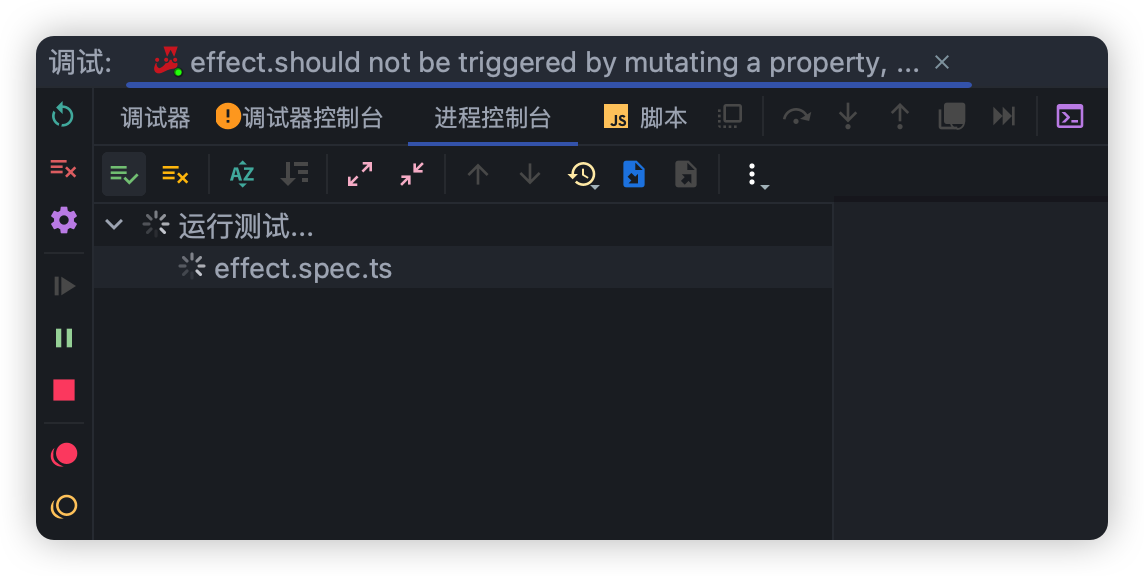 调试: effect.should not be triggered by mutating a property, ...
调试器 调试器控制台 进程控制台 JS 脚本
AZ
运行测试...
effect.spec.ts